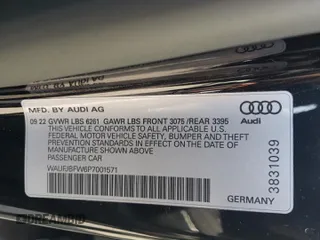 MFD. BY AUDI AG
09 22 GVWR LBS 6261 GAWR LBS FRONT 3075 /REAR 3395
THIS VEHICLE CONFORMS TO ALL APPLICABLE U.S.
FEDERAL MOTOR VEHICLE SAFETY, BUMPER AND THEFT
PREVENTION STANDARDS IN EFFECT ON THE
DATE OF MANUFACTURE SHOWN ABOVE.
PASSENGER CAR
Audi
GERMANY
3831039